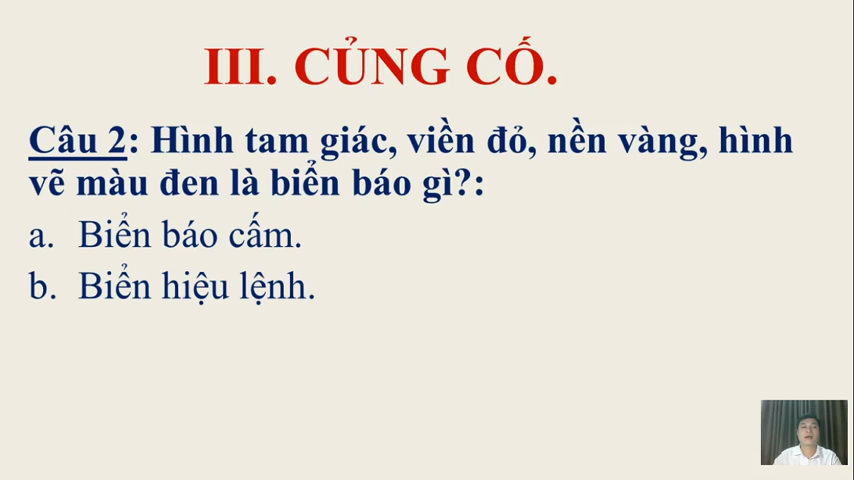 III. CỦNG CỐ.
Câu 2: Hình tam giác, viền đỏ, nền vàng, hình
vẽ màu đen là biển báo gì?:
a. Biển báo cấm.
b. Biển hiệu lệnh.